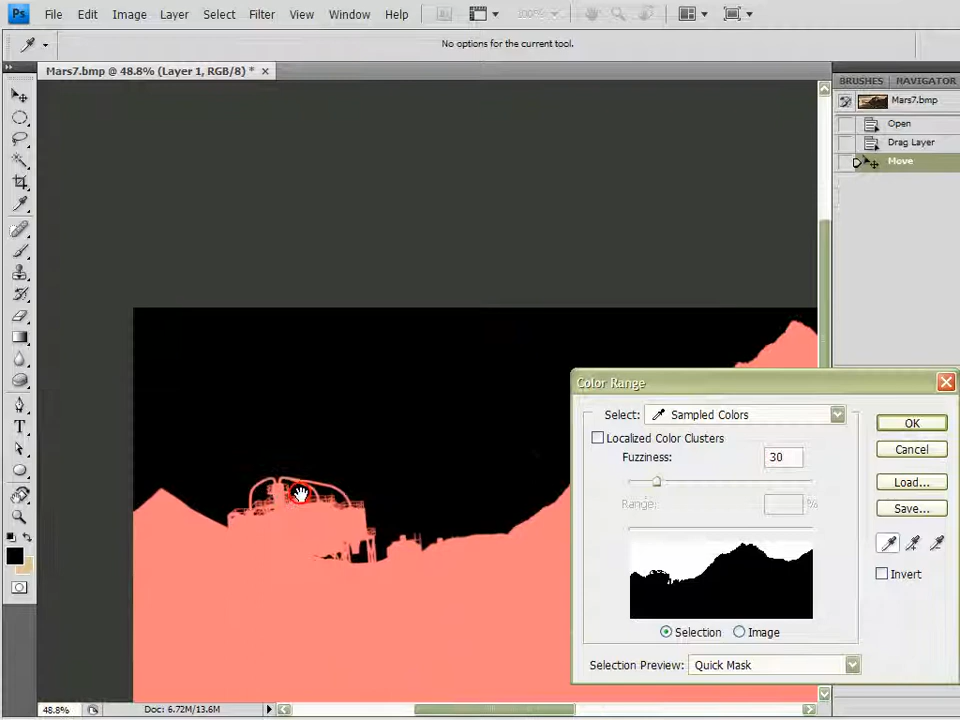 Ps File Edit Image Layer Select Filter View Window Help 100%
No options for the current tool.
Mars7.bmp @ 48.8% (Layer 1, RGB/8) * x
BRUSHES NAVIGATOR
Mars7.bmp
Open
Drag Layer
Move
Color Range
Select: Sampled Colors
OK
Localized Color Clusters
Cancel
Fuzziness: 30
Load...
Range: %
Save...
Invert
Selection Image
Selection Preview: Quick Mask
T
48.8% Doc: 6.72M/13.6M